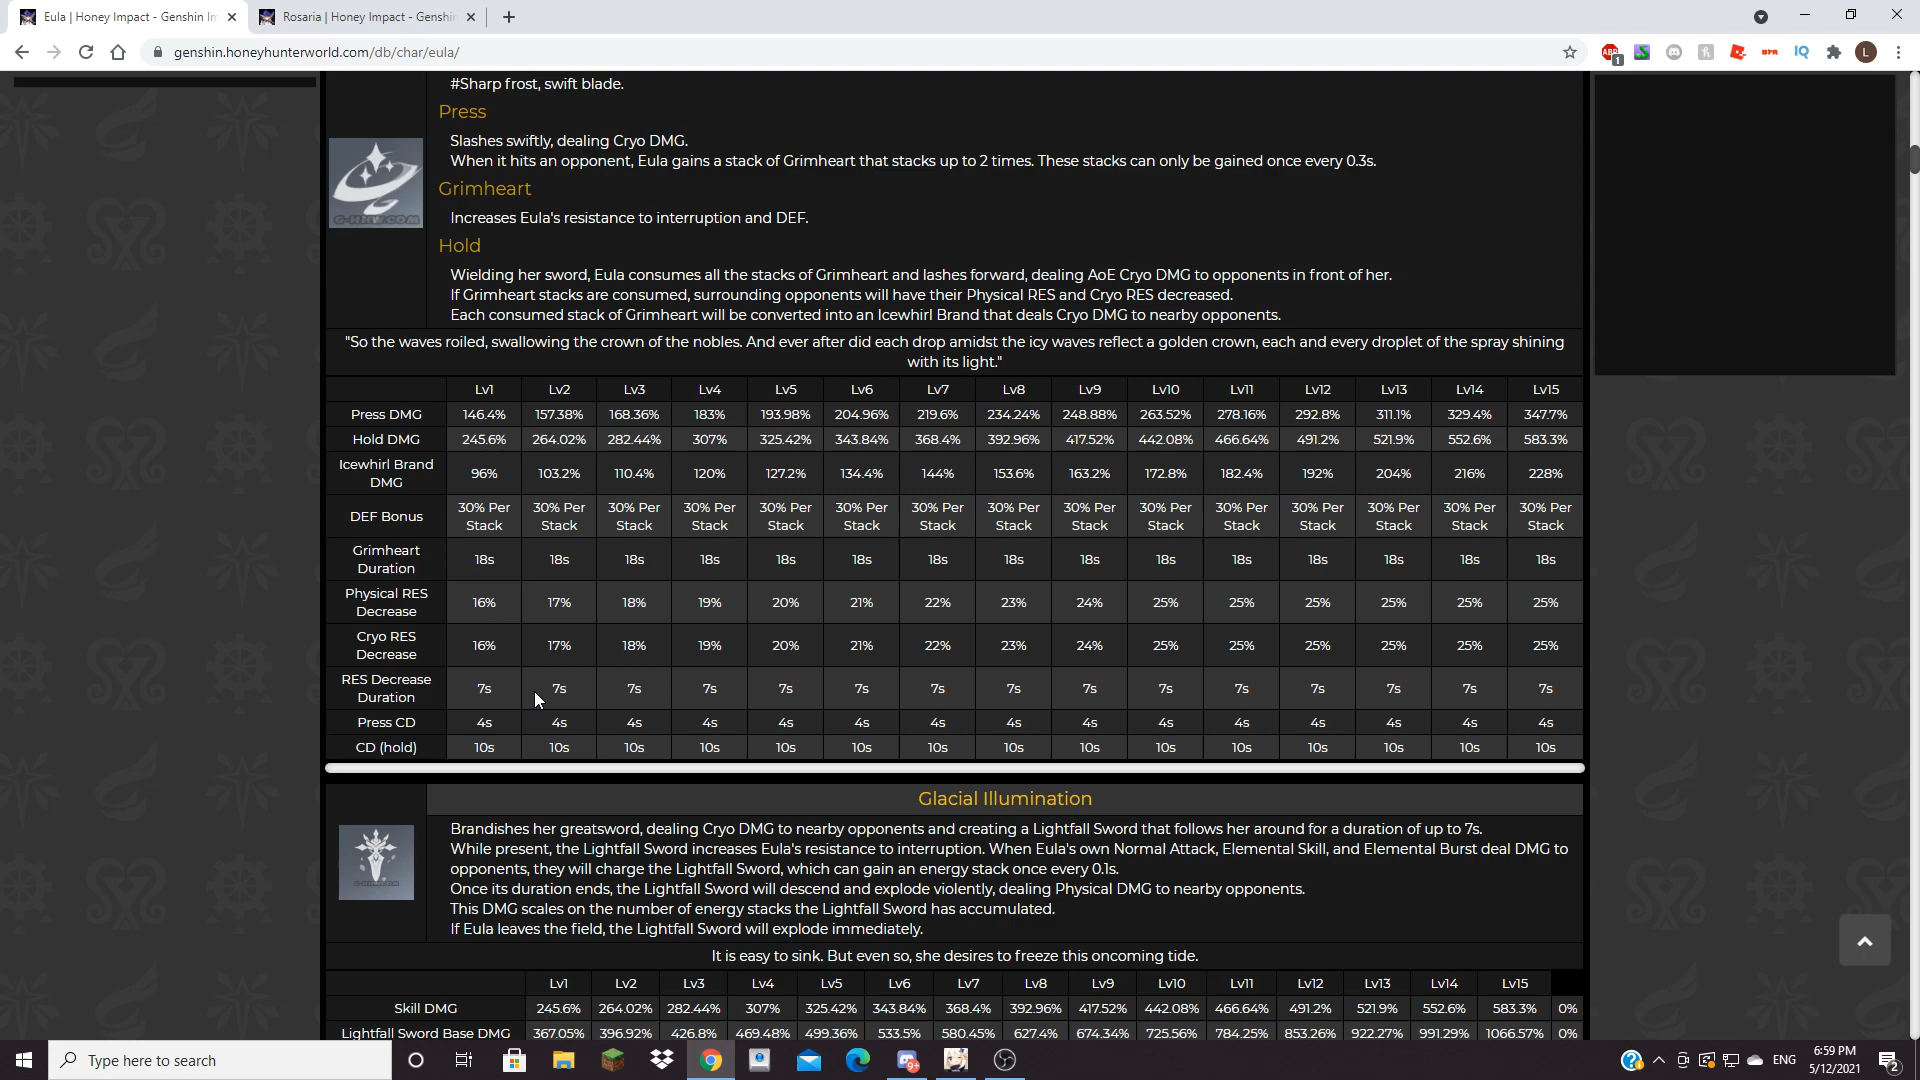 Eula | Honey Impact - Genshin Im
Rosaria | Honey Impact - Genshin
genshin.honeyhunterworld.com/db/char/eula/
ABP
1
IQ
L
#Sharp frost, swift blade.
Press
Slashes swiftly, dealing Cryo DMG.
When it hits an opponent, Eula gains a stack of Grimheart that stacks up to 2 times. These stacks can only be gained once every 0.3s.
G-HHW.COM
Grimheart
Increases Eula's resistance to interruption and DEF.
Hold
Wielding her sword, Eula consumes all the stacks of Grimheart and lashes forward, dealing AoE Cryo DMG to opponents in front of her.
If Grimheart stacks are consumed, surrounding opponents will have their Physical RES and Cryo RES decreased.
Each consumed stack of Grimheart will be converted into an Icewhirl Brand that deals Cryo DMG to nearby opponents.
"So the waves roiled, swallowing the crown of the nobles. And ever after did each drop amidst the icy waves reflect a golden crown, each and every droplet of the spray shining
with its light."
Lv1 Lv2 Lv3 Lv4 Lv5 Lv6 Lv7 Lv8 Lv9 Lv10 Lv11 Lv12 Lv13 Lv14 Lv15
Press DMG 146.4% 157.38% 168.36% 183% 193.98% 204.96% 219.6% 234.24% 248.88% 263.52% 278.16% 292.8% 311.1% 329.4% 347.7%
Hold DMG 245.6% 264.02% 282.44% 307% 325.42% 343.84% 368.4% 392.96% 417.52% 442.08% 466.64% 491.2% 521.9% 552.6% 583.3%
Icewhirl Brand
DMG 96% 103.2% 110.4% 120% 127.2% 134.4% 144% 153.6% 163.2% 172.8% 182.4% 192% 204% 216% 228%
DEF Bonus 30% Per 30% Per 30% Per 30% Per 30% Per 30% Per 30% Per 30% Per 30% Per 30% Per 30% Per 30% Per 30% Per 30% Per 30% Per
Stack Stack Stack Stack Stack Stack Stack Stack Stack Stack Stack Stack Stack Stack Stack
Grimheart
Duration 18s 18s 18s 18s 18s 18s 18s 18s 18s 18s 18s 18s 18s 18s 18s
Physical RES
Decrease 16% 17% 18% 19% 20% 21% 22% 23% 24% 25% 25% 25% 25% 25% 25%
Cryo RES
Decrease 16% 17% 18% 19% 20% 21% 22% 23% 24% 25% 25% 25% 25% 25% 25%
RES Decrease
Duration 7s 7s 7s 7s 7s 7s 7s 7s 7s 7s 7s 7s 7s 7s 7s
Press CD 4s 4s 4s 4s 4s 4s 4s 4s 4s 4s 4s 4s 4s 4s 4s
CD (hold) 10s 10s 10s 10s 10s 10s 10s 10s 10s 10s 10s 10s 10s 10s 10s
Glacial Illumination
Brandishes her greatsword, dealing Cryo DMG to nearby opponents and creating a Lightfall Sword that follows her around for a duration of up to 7s.
While present, the Lightfall Sword increases Eula's resistance to interruption. When Eula's own Normal Attack, Elemental Skill, and Elemental Burst deal DMG to
opponents, they will charge the Lightfall Sword, which can gain an energy stack once every 0.1s.
Once its duration ends, the Lightfall Sword will descend and explode violently, dealing Physical DMG to nearby opponents.
This DMG scales on the number of energy stacks the Lightfall Sword has accumulated.
If Eula leaves the field, the Lightfall Sword will explode immediately.
It is easy to sink. But even so, she desires to freeze this oncoming tide.
Lv1 Lv2 Lv3 Lv4 Lv5 Lv6 Lv7 Lv8 Lv9 Lv10 Lv11 Lv12 Lv13 Lv14 Lv15
Skill DMG 245.6% 264.02% 282.44% 307% 325.42% 343.84% 368.4% 392.96% 417.52% 442.08% 466.64% 491.2% 521.9% 552.6% 583.3% 0%
Lightfall Sword Base DMG 367.05% 396.92% 426.8% 469.48% 499.36% 533.5% 580.45% 627.4% 674.34% 725.56% 784.25% 853.26% 922.27% 991.29% 1066.57% 0%
Type here to search
9+
ENG
6:59 PM
5/12/2021
2